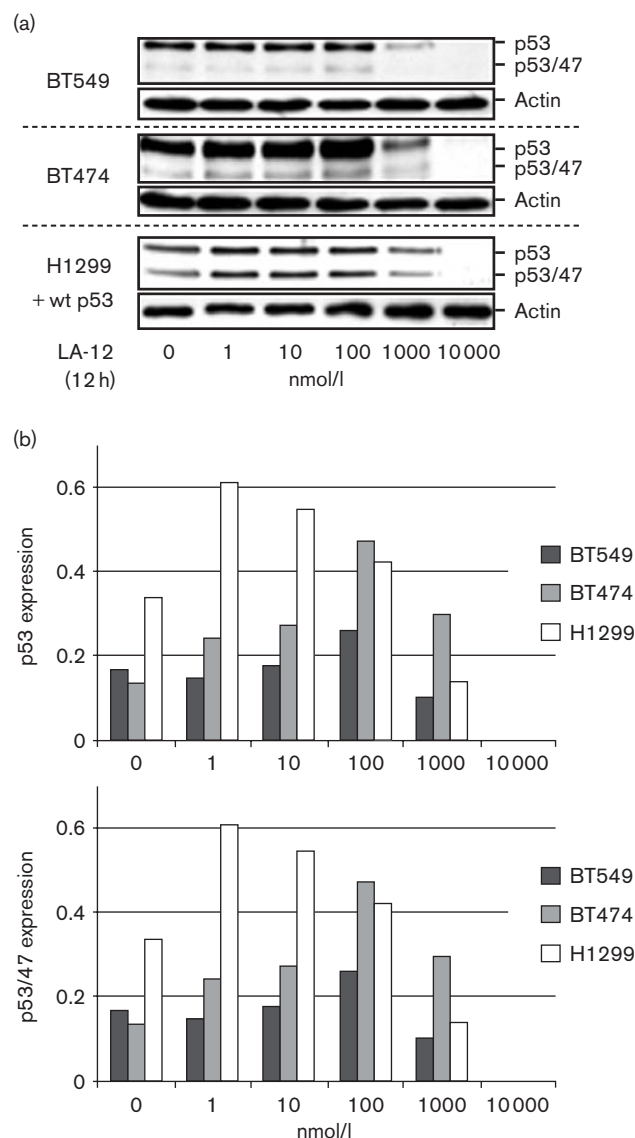 (a)
BT549
p53
p53/47
Actin
BT474
p53
p53/47
Actin
H1299
+ wt p53
p53
p53/47
Actin
LA-12 0 1 10 100 1000 10 000
(12 h) nmol/l
(b)
p53 expression
0.6
0.4
0.2
0
0 1 10 100 1000 10 000
BT549
BT474
H1299
p53/47 expression
0.6
0.4
0.2
0
0 1 10 100 1000 10 000
nmol/l
BT549
BT474
H1299